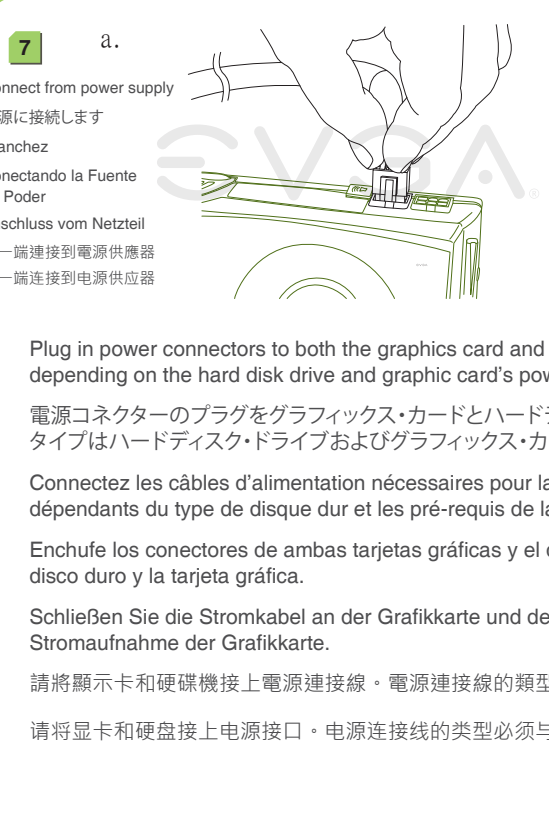 7 a.
onnect from power supply
源に接続します
anchez
onectando la Fuente
Poder
schluss vom Netzteil
一端連接到電源供應器
一端连接到电源供应器
EVGA ®
Plug in power connectors to both the graphics card and
depending on the hard disk drive and graphic card's pow
電源コネクターのプラグをグラフィックス・カードとハードデ
タイプはハードディスク・ドライブおよびグラフィックス・カ
Connectez les câbles d'alimentation nécessaires pour la
dépendants du type de disque dur et les pré-requis de la
Enchufe los conectores de ambas tarjetas gráficas y el d
disco duro y la tarjeta gráfica.
Schließen Sie die Stromkabel an der Grafikkarte und de
Stromaufnahme der Grafikkarte.
請將顯示卡和硬碟機接上電源連接線。電源連接線的類型
请将显卡和硬盘接上电源接口。电源连接线的类型必须与